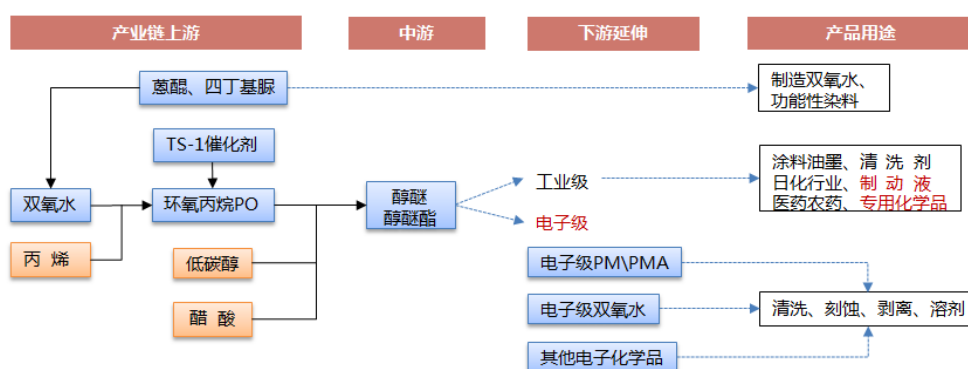 产业链上游
中游
下游延伸
产品用途
蒽醌、四丁基脲
制造双氧水、
功能性染料
TS-1催化剂
双氧水
环氧丙烷PO
丙 烯
低碳醇
醋 酸
醇醚
醇醚酯
工业级
电子级
涂料油墨、清 洗 剂
日化行业、制 动 液
医药农药、专用化学品
电子级PM\PMA
电子级双氧水
其他电子化学品
清洗、刻蚀、剥离、溶剂